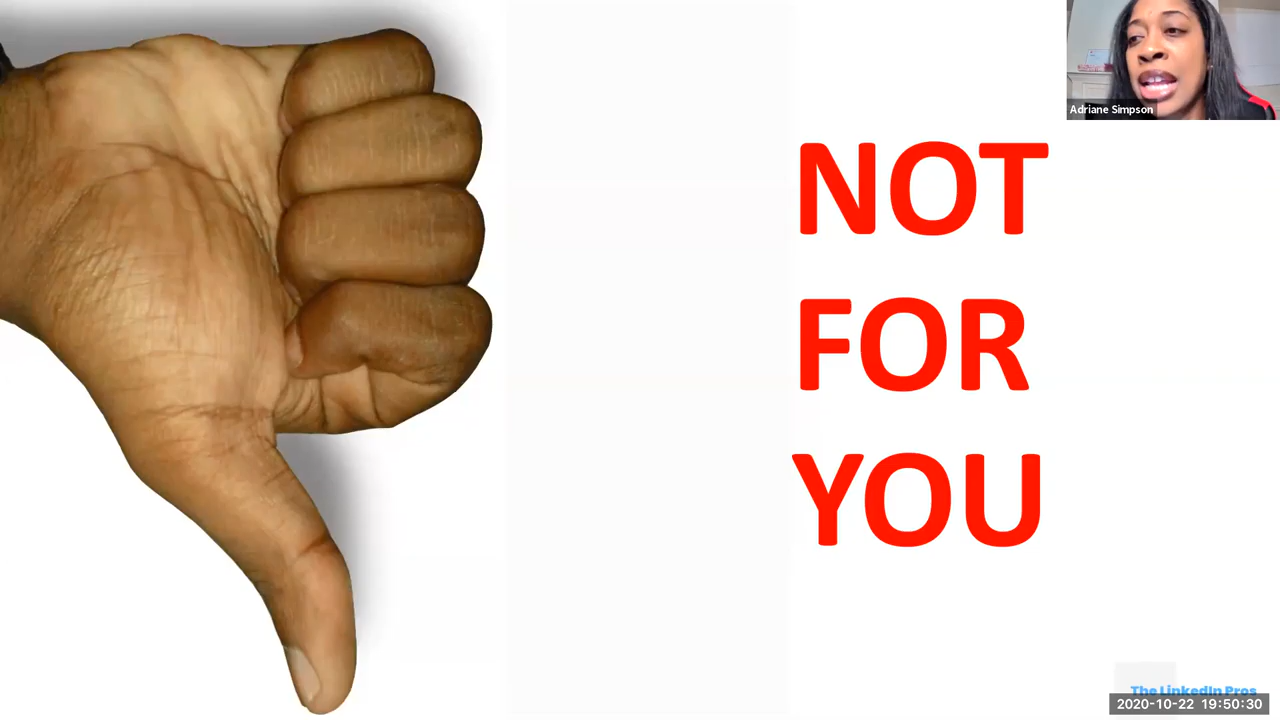 Adriane Simpson
NOT
FOR
YOU
The LinkedIn Pros
2020-10-22 19:50:30